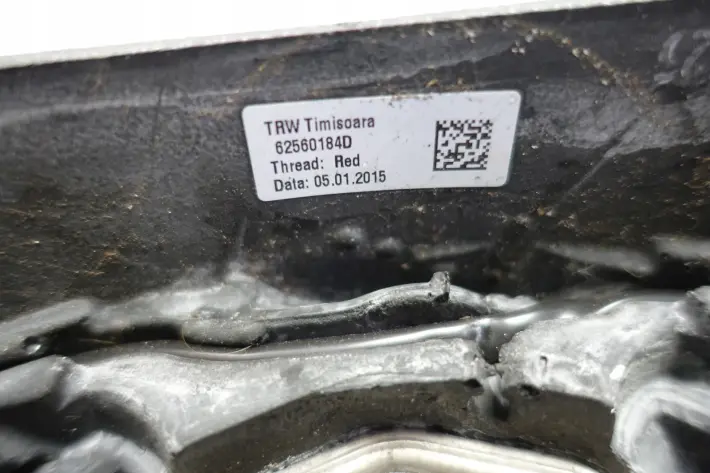 TRW Timisoara
62560184D
Thread: Red
Data: 05.01.2015